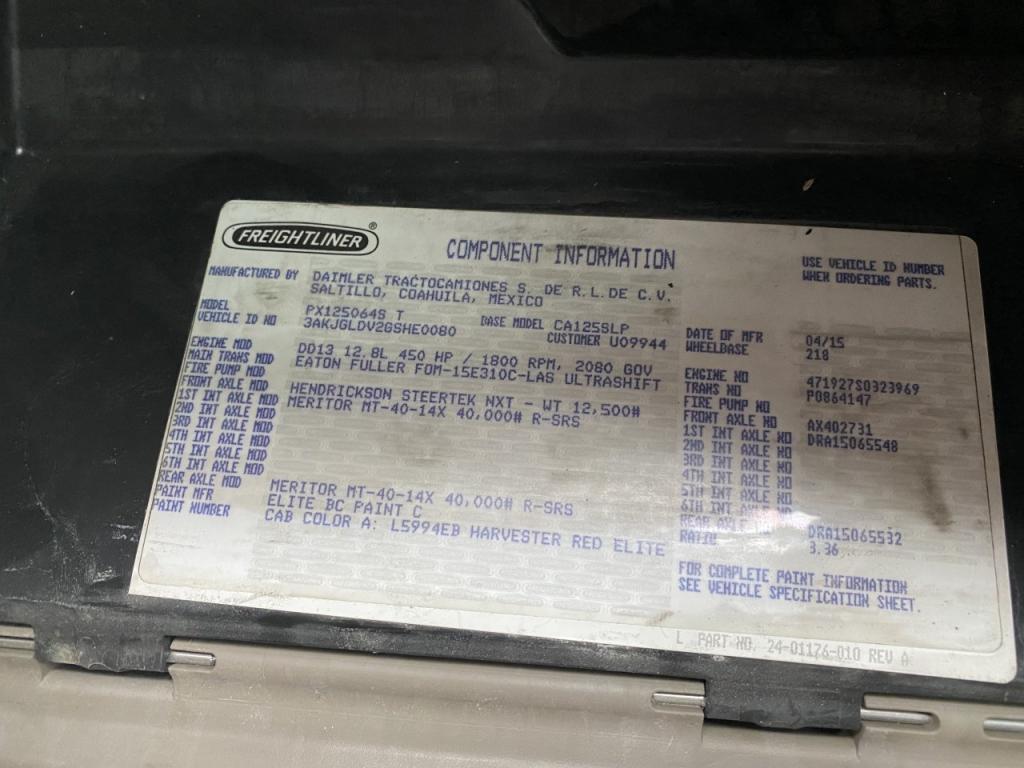 FREIGHTLINER®
COMPONENT INFORMATION
USE VEHICLE ID NUMBER
WHEN ORDERING PARTS.
MANUFACTURED BY DAIMLER TRACTOCAMIONES S. DE R.L.DE C.V.
SALTILLO, COAHUILA, MEXICO
MODEL PX125064S T BASE MODEL CA125SLP
VEHICLE ID NO 3AKJGLDV2GSHE0080 CUSTOMER U09944
DATE OF MFR 04/15
WHEELBASE 218
ENGINE MOD DD13 12.8L 450 HP / 1800 RPM, 2080 GOV
MAIN TRANS MOD EATON FULLER FOM-15E310C-LAS ULTRASHIFT
FIRE PUMP MOD
FRONT AXLE MOD HENDRICKSON STEERTEK NXT - WT 12,500#
1ST INT AXLE MOD MERITOR MT-40-14X 40,000# R-SRS
2ND INT AXLE MOD
3RD INT AXLE MOD
4TH INT AXLE MOD
5TH INT AXLE MOD
6TH INT AXLE MOD
REAR AXLE MOD MERITOR MT-40-14X 40,000# R-SRS
PAINT MFR ELITE BC PAINT C
PAINT NUMBER CAB COLOR A: L5994EB HARVESTER RED ELITE
ENGINE NO 471927S0323969
TRANS NO P0864147
FIRE PUMP NO
FRONT AXLE NO AX402731
1ST INT AXLE NO DRA15065548
2ND INT AXLE NO
3RD INT AXLE NO
4TH INT AXLE NO
5TH INT AXLE NO
6TH INT AXLE NO
REAR AXLE NO DRA15065532
RATIO 3.36
FOR COMPLETE PAINT INFORMATION
SEE VEHICLE SPECIFICATION SHEET.
L PART NO. 24-01176-010 REV A